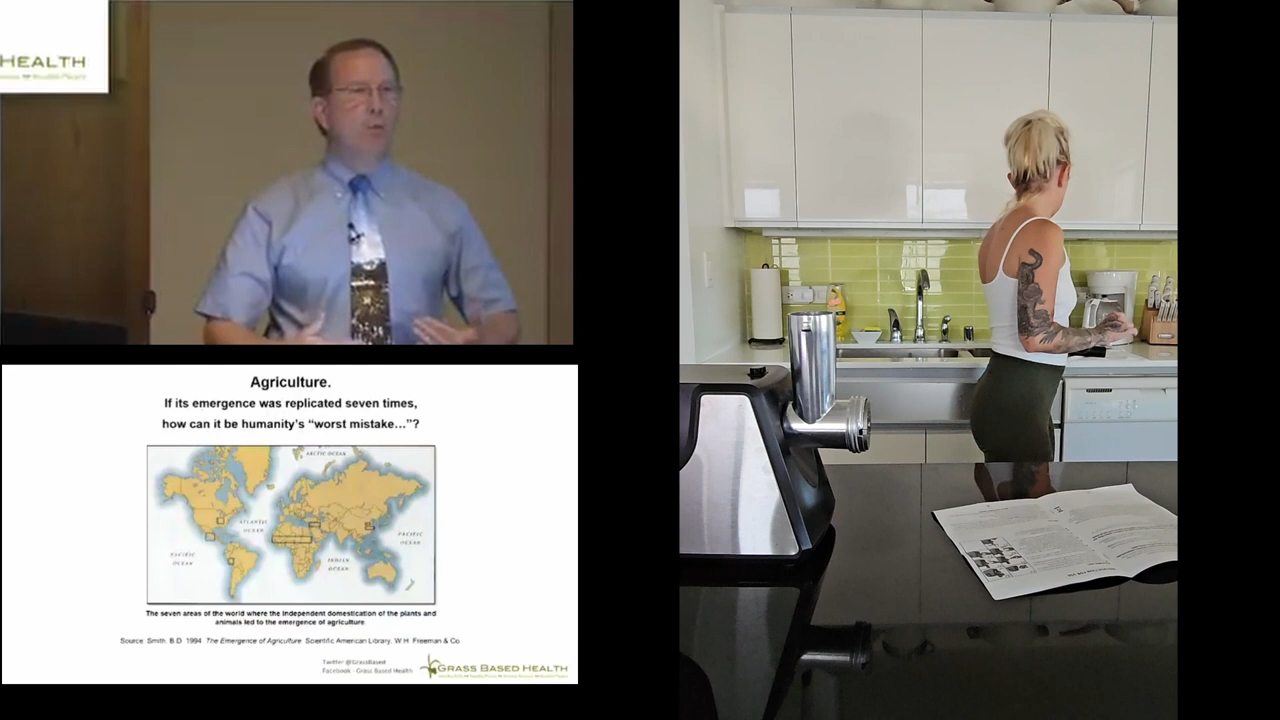 HEALTH
Agriculture.
If its emergence was replicated seven times,
how can it be humanity's “worst mistake…”?
ARCTIC OCEAN
ATLANTIC
OCEAN
PACIFIC
OCEAN
PACIFIC
OCEAN
INDIAN
OCEAN
The seven areas of the world where the independent domestication of the plants and
animals led to the emergence of agriculture.
Source: Smith. B.D. 1994. The Emergence of Agriculture. Scientific American Library. W.H. Freeman & Co.
Twitter @GrassBased
Facebook - Grass Based Health
GRASS BASED HEALTH